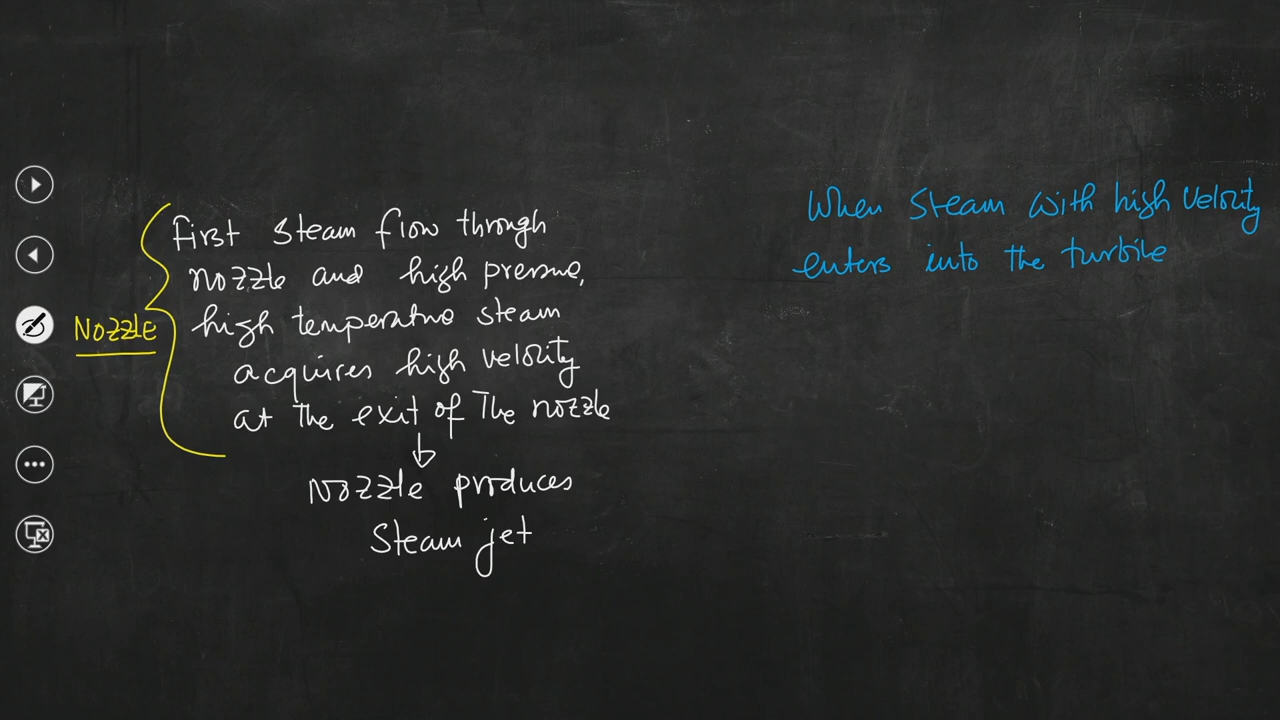 Nozzle
first steam flow through
nozzle and high pressure,
high temperature steam
acquires high velocity
at the exit of The nozzle
Nozzle produces
Steam jet
When steam with high velocity
enters into the turbine